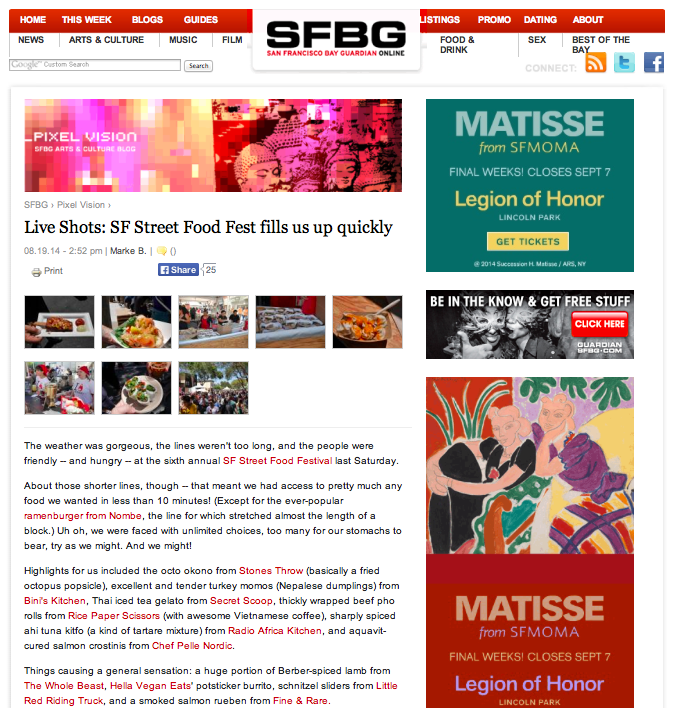 HOME THIS WEEK BLOGS GUIDES LISTINGS PROMO DATING ABOUT
SFBG
SAN FRANCISCO BAY GUARDIAN ONLINE
NEWS ARTS & CULTURE MUSIC FILM FOOD & DRINK SEX BEST OF THE BAY
Google™ Custom Search Search
CONNECT:
PIXEL VISION
SFBG ARTS & CULTURE BLOG
SFBG › Pixel Vision ›
Live Shots: SF Street Food Fest fills us up quickly
08.19.14 - 2:52 pm | Marke B. | ()
Print
Share 25
The weather was gorgeous, the lines weren't too long, and the people were
friendly -- and hungry -- at the sixth annual SF Street Food Festival last Saturday.
About those shorter lines, though -- that meant we had access to pretty much any
food we wanted in less than 10 minutes! (Except for the ever-popular
ramenburger from Nombe, the line for which stretched almost the length of a
block.) Uh oh, we were faced with unlimited choices, too many for our stomachs to
bear, try as we might. And we might!
Highlights for us included the octo okono from Stones Throw (basically a fried
octopus popsicle), excellent and tender turkey momos (Nepalese dumplings) from
Bini's Kitchen, Thai iced tea gelato from Secret Scoop, thickly wrapped beef pho
rolls from Rice Paper Scissors (with awesome Vietnamese coffee), sharply spiced
ahi tuna kitfo (a kind of tartare mixture) from Radio Africa Kitchen, and aquavit-
cured salmon crostinis from Chef Pelle Nordic.
Things causing a general sensation: a huge portion of Berber-spiced lamb from
The Whole Beast, Hella Vegan Eats' potsticker burrito, schnitzel sliders from Little
Red Riding Truck, and a smoked salmon rueben from Fine & Rare.
MATISSE
from SFMOMA
FINAL WEEKS! CLOSES SEPT 7
Legion of Honor
LINCOLN PARK
GET TICKETS
@ 2014 Succession H. Matisse / ARS, NY
BE IN THE KNOW & GET FREE STUFF
CLICK HERE
GUARDIAN
SFBG.COM
MATISSE
from SFMOMA
FINAL WEEKS! CLOSES SEPT 7
Legion of Honor
LINCOLN PARK